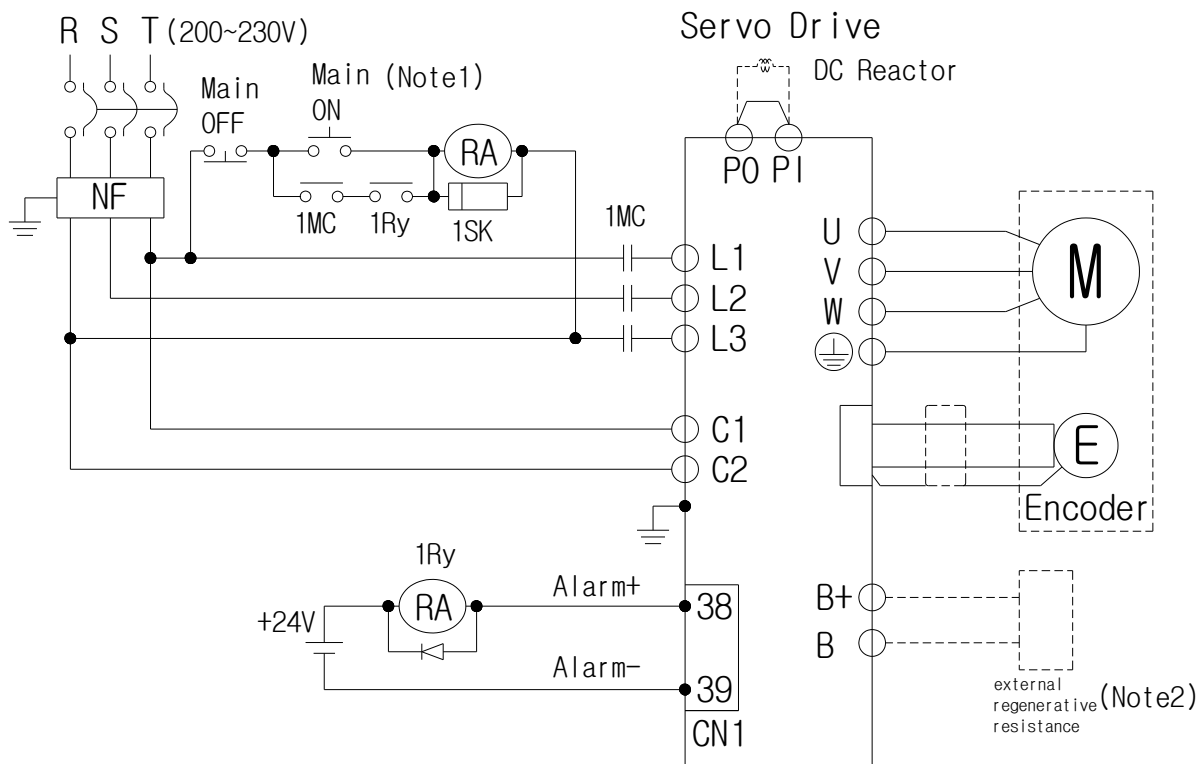 R S T (200~230V)
Servo Drive
DC Reactor
Main
OFF
Main (Note1)
ON
RA
PO PI
NF
1MC 1Ry
1SK
1MC
L1
L2
L3
C1
C2
U
V
W
M
E
Encoder
1Ry
RA
+24V
Alarm+
Alarm-
38
39
CN1
B+
B
external
regenerative (Note2)
resistance